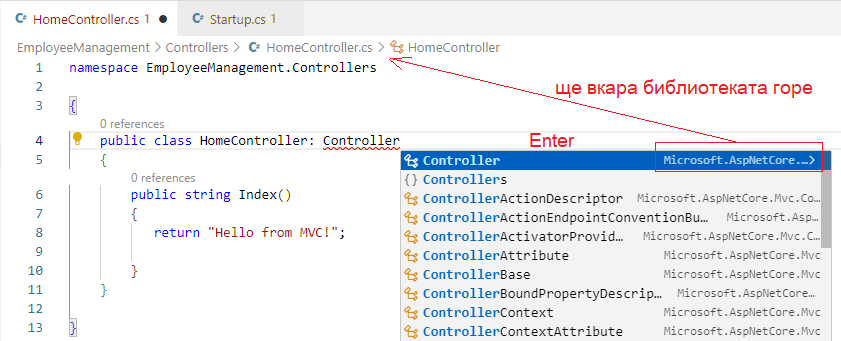 HomeController.cs 1 ●
Startup.cs 1
EmployeeManagement > Controllers > HomeController.cs > HomeController
1 namespace EmployeeManagement.Controllers
ще вкара библиотеката горе
2
3 {
0 references
4 public class HomeController: Controller
Enter
5 {
Controller Microsoft.AspNetCore.…>
{} Controllers
0 references
ControllerActionDescriptor Microsoft.AspNetCore.Mvc.Co…
6 public string Index()
ControllerActionEndpointConventionBu… Microsoft.Asp…
7 {
ControllerActivatorProvid… Microsoft.AspNetCore.Mvc.C…
8 return "Hello from MVC!";
ControllerAttribute Microsoft.AspNetCore.Mvc
9
ControllerBase Microsoft.AspNetCore.Mvc
10 }
ControllerBoundPropertyDescrip… Microsoft.AspNetCore…
11 }
ControllerContext Microsoft.AspNetCore.Mvc
12
ControllerContextAttribute Microsoft.AspNetCore.Mvc
13 }